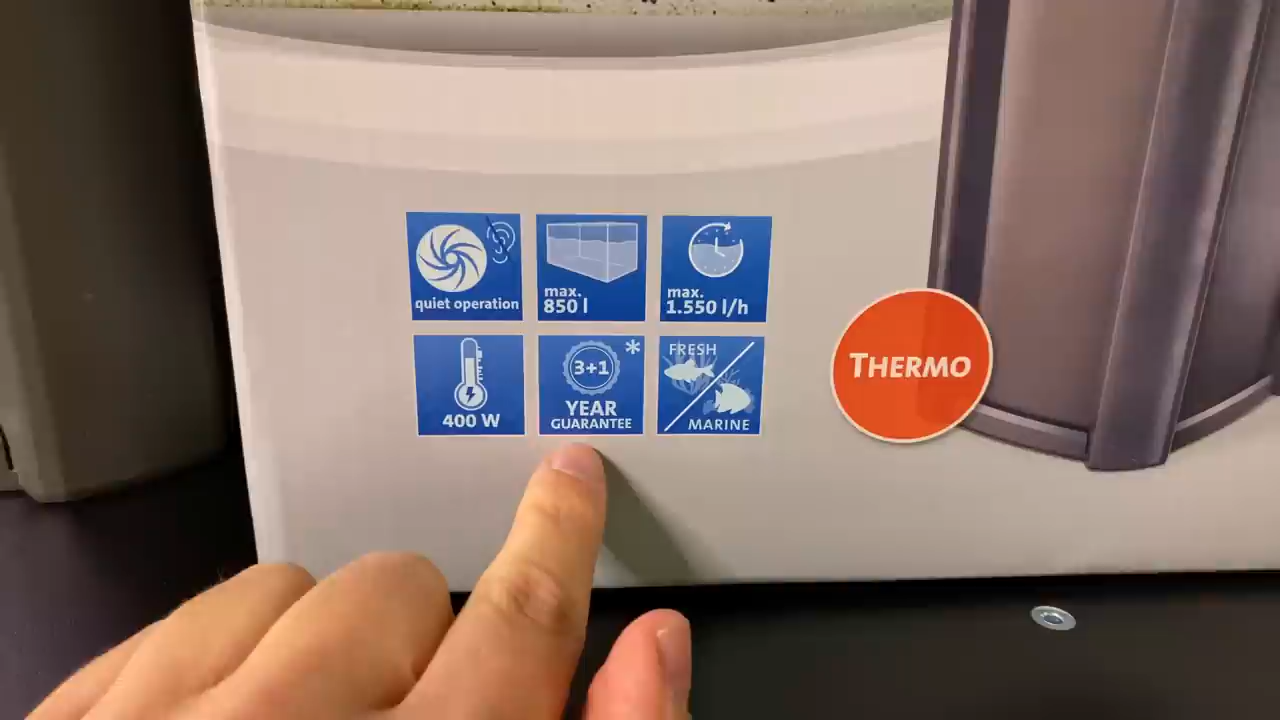 quiet operation
max.
850 l
max.
1.550 l/h
400 W
3+1
*
YEAR
GUARANTEE
FRESH
MARINE
THERMO